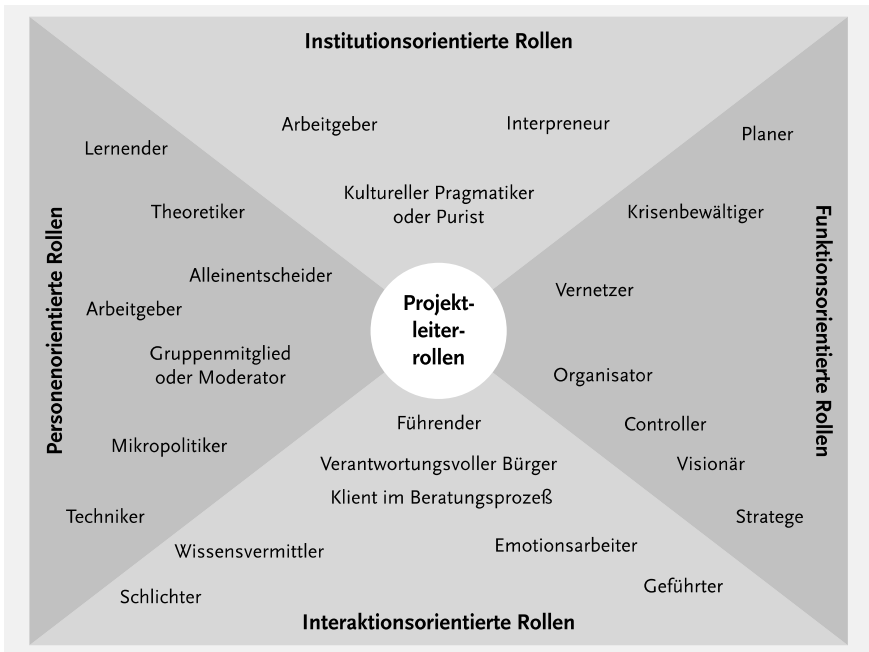 Institutionsorientierte Rollen
Arbeitgeber
Interpreneur
Kultureller Pragmatiker
oder Purist
Personenorientierte Rollen
Lernender
Theoretiker
Alleinentscheider
Arbeitgeber
Gruppenmitglied
oder Moderator
Mikropolitiker
Techniker
Projekt-
leiter-
rollen
Funktionsorientierte Rollen
Planer
Krisenbewältiger
Vernetzer
Organisator
Controller
Visionär
Stratege
Führender
Verantwortungsvoller Bürger
Klient im Beratungsprozeß
Wissensvermittler
Emotionsarbeiter
Schlichter
Geführter
Interaktionsorientierte Rollen